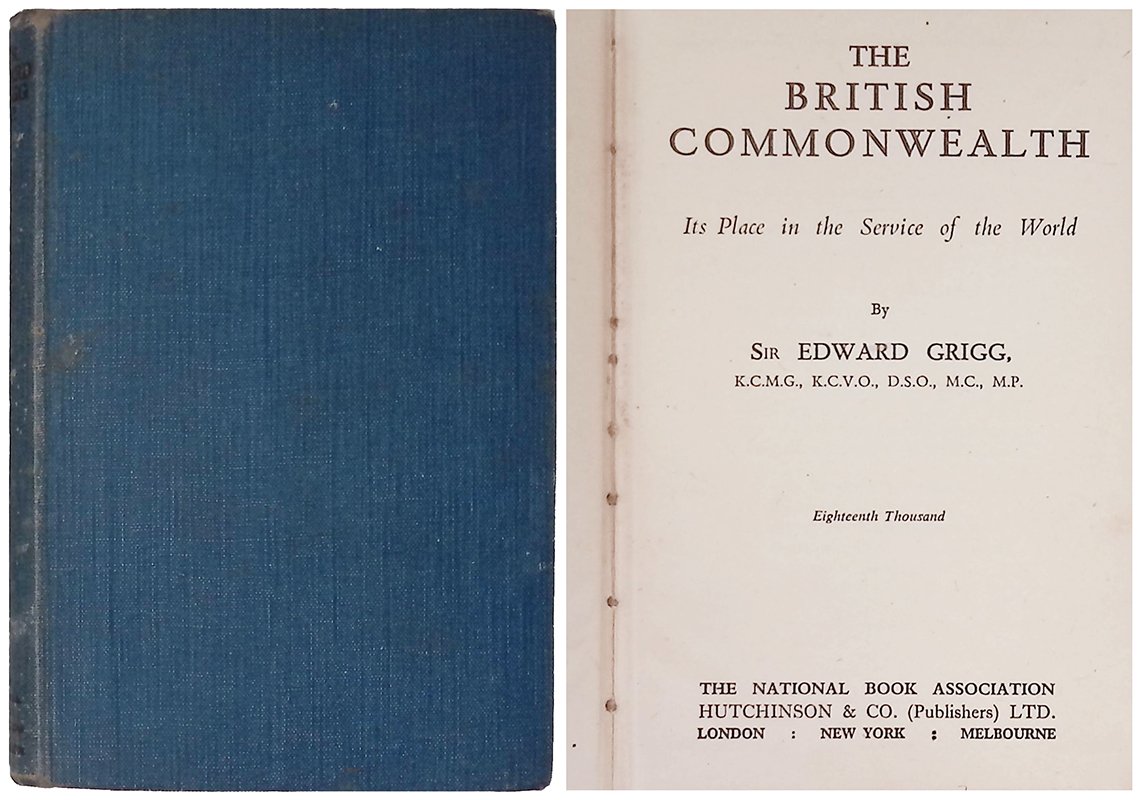 THE
BRITISH
COMMONWEALTH
Its Place in the Service of the World
By
SIR EDWARD GRIGG,
K.C.M.G., K.C.V.O., D.S.O., M.C., M.P.
Eighteenth Thousand
THE NATIONAL BOOK ASSOCIATION
HUTCHINSON & CO. (Publishers) LTD.
LONDON : NEW YORK : MELBOURNE